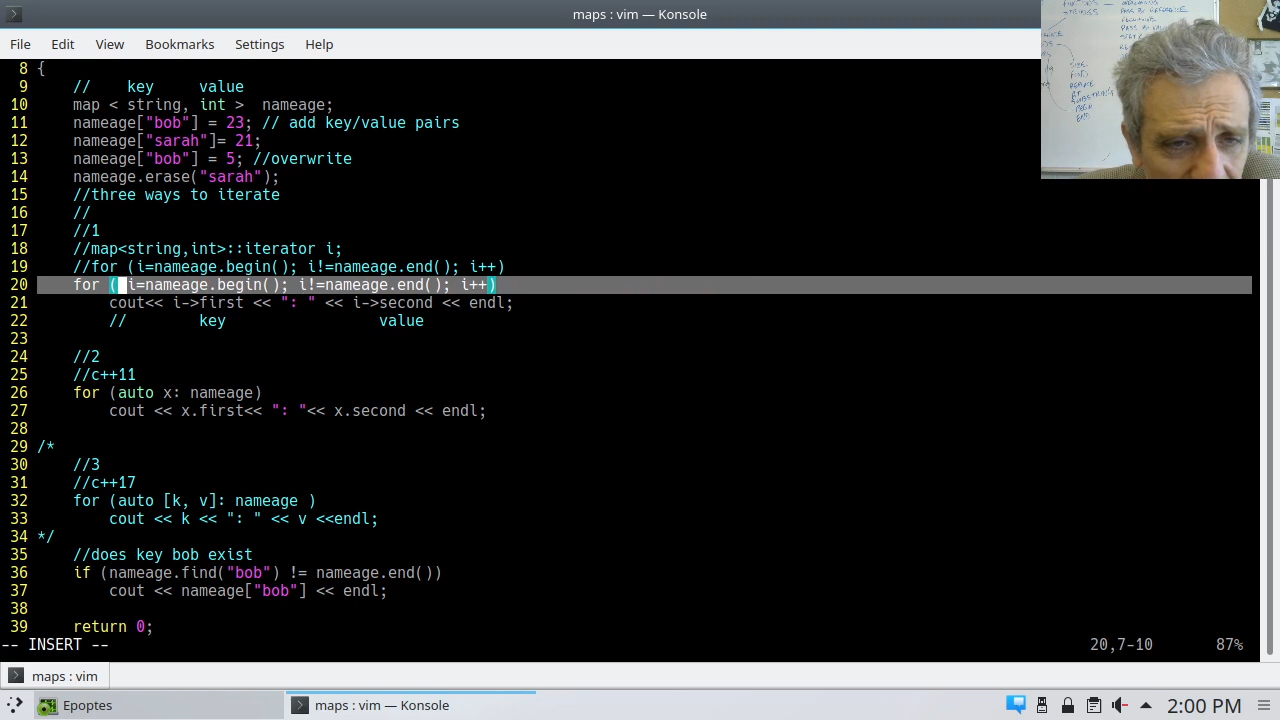 maps : vim — Konsole
File Edit View Bookmarks Settings Help
8 {
9 // key value
10 map < string, int > nameage;
11 nameage["bob"] = 23; // add key/value pairs
12 nameage["sarah"]= 21;
13 nameage["bob"] = 5; //overwrite
14 nameage.erase("sarah");
15 //three ways to iterate
16 //
17 //1
18 //map<string,int>::iterator i;
19 //for (i=nameage.begin(); i!=nameage.end(); i++)
20 for ( i=nameage.begin(); i!=nameage.end(); i++)
21 cout<< i->first << ": " << i->second << endl;
22 // key value
23
24 //2
25 //c++11
26 for (auto x: nameage)
27 cout << x.first<< ": "<< x.second << endl;
28
29 /*
30 //3
31 //c++17
32 for (auto [k, v]: nameage )
33 cout << k << ": " << v <<endl;
34 */
35 //does key bob exist
36 if (nameage.find("bob") != nameage.end())
37 cout << nameage["bob"] << endl;
38
39 return 0;
-- INSERT -- 20,7-10 87%
maps : vim
Epoptes maps : vim — Konsole 2:00 PM
SIZE
FIND
SUBSTRING
END